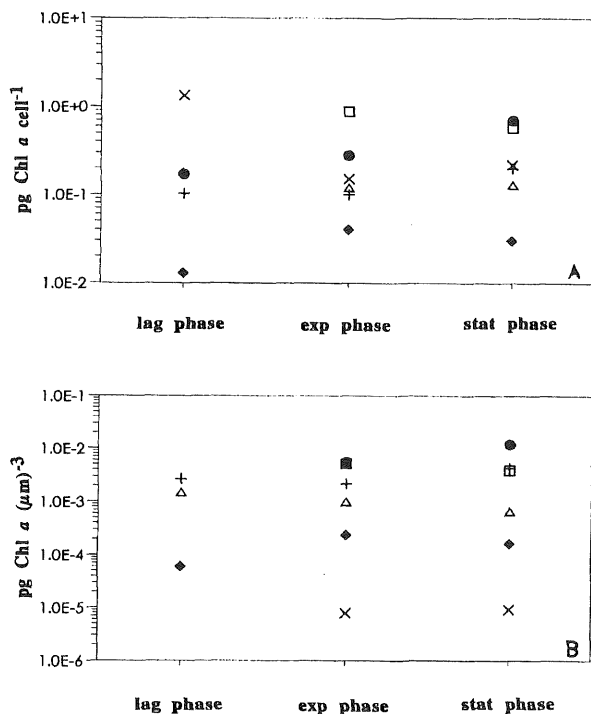 1.0E+1
1.0E+0
1.0E-1
1.0E-2
pg Chl a cell-1
A
lag phase exp phase stat phase
1.0E-1
1.0E-2
1.0E-3
1.0E-4
1.0E-5
1.0E-6
pg Chl a (μm)-3
B
lag phase exp phase stat phase